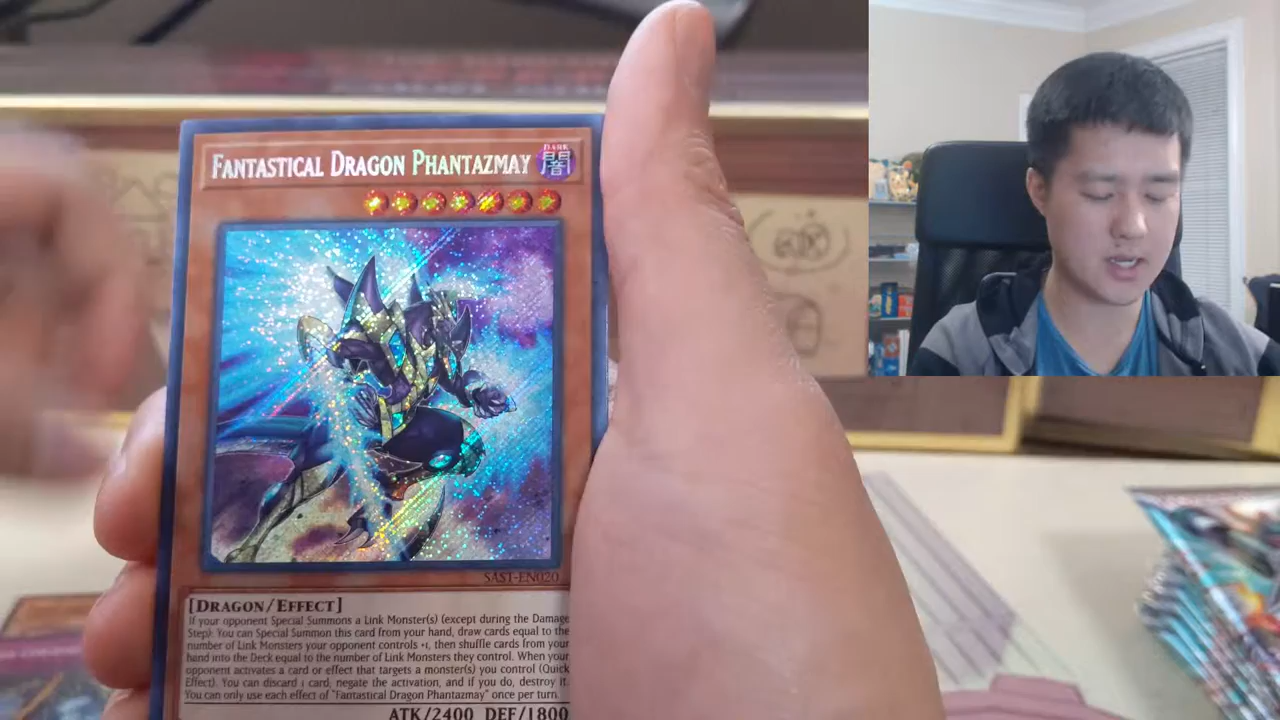 FANTASTICAL DRAGON PHANTAZMAY
DARK
闇
SAST-EN020
[DRAGON/EFFECT]
If your opponent Special Summons a Link Monster(s) (except during the Damage
Step): You can Special Summon this card from your hand, draw cards equal to the
number of Link Monsters your opponent controls +1, then shuffle cards from your
hand into the Deck equal to the number of Link Monsters they control. When your
opponent activates a card or effect that targets a monster(s) you control (Quick
Effect): You can discard 1 card; negate the activation, and if you do, destroy it.
You can only use each effect of "Fantastical Dragon Phantazmay" once per turn.
ATK/2400 DEF/1800